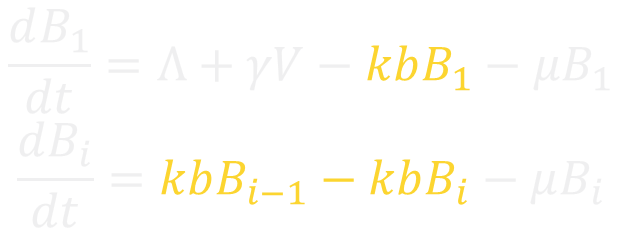 dB₁/dt = Λ + γV − kbB₁ − μB₁
dBᵢ/dt = kbBᵢ₋₁ − kbBᵢ − μBᵢ